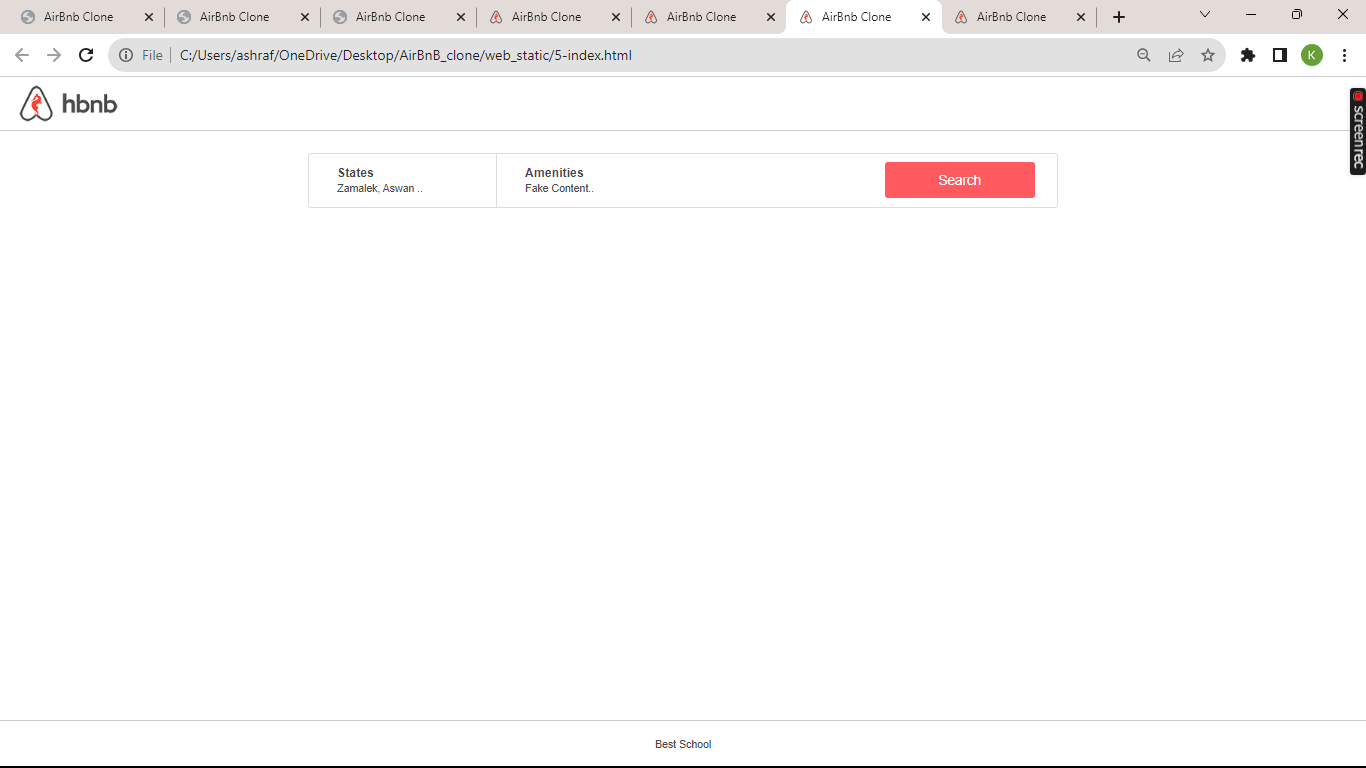 AirBnb Clone AirBnb Clone AirBnb Clone AirBnb Clone AirBnb Clone AirBnb Clone AirBnb Clone
File C:/Users/ashraf/OneDrive/Desktop/AirBnB_clone/web_static/5-index.html K
hbnb
screenrec
States Amenities
Zamalek, Aswan .. Fake Content..
Search
Best School